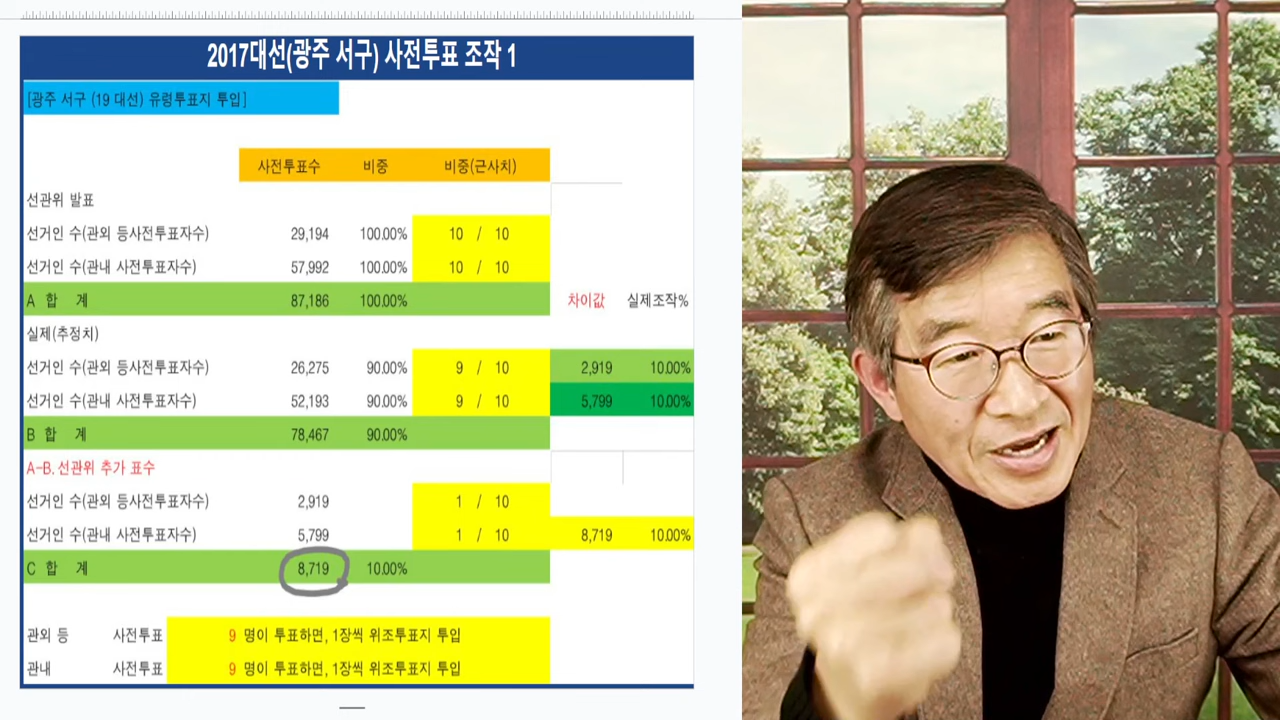 2017대선(광주 서구) 사전투표 조작 1
[광주 서구 (19 대선) 유령투표지 투입]
사전투표수 비중 비중(근사치)
선관위 발표
선거인 수(관외 등사전투표자수) 29,194 100.00% 10 / 10
선거인 수(관내 사전투표자수) 57,992 100.00% 10 / 10
A 합 계 87,186 100.00% 차이값 실제조작%
실제(추정치)
선거인 수(관외 등사전투표자수) 26,275 90.00% 9 / 10 2,919 10.00%
선거인 수(관내 사전투표자수) 52,193 90.00% 9 / 10 5,799 10.00%
B 합 계 78,467 90.00%
A-B. 선관위 추가 표수
선거인 수(관외 등사전투표자수) 2,919 1 / 10
선거인 수(관내 사전투표자수) 5,799 1 / 10 8,719 10.00%
C 합 계 8,719 10.00%
관외 등 사전투표 9 명이 투표하면, 1장씩 위조투표지 투입
관내 사전투표 9 명이 투표하면, 1장씩 위조투표지 투입